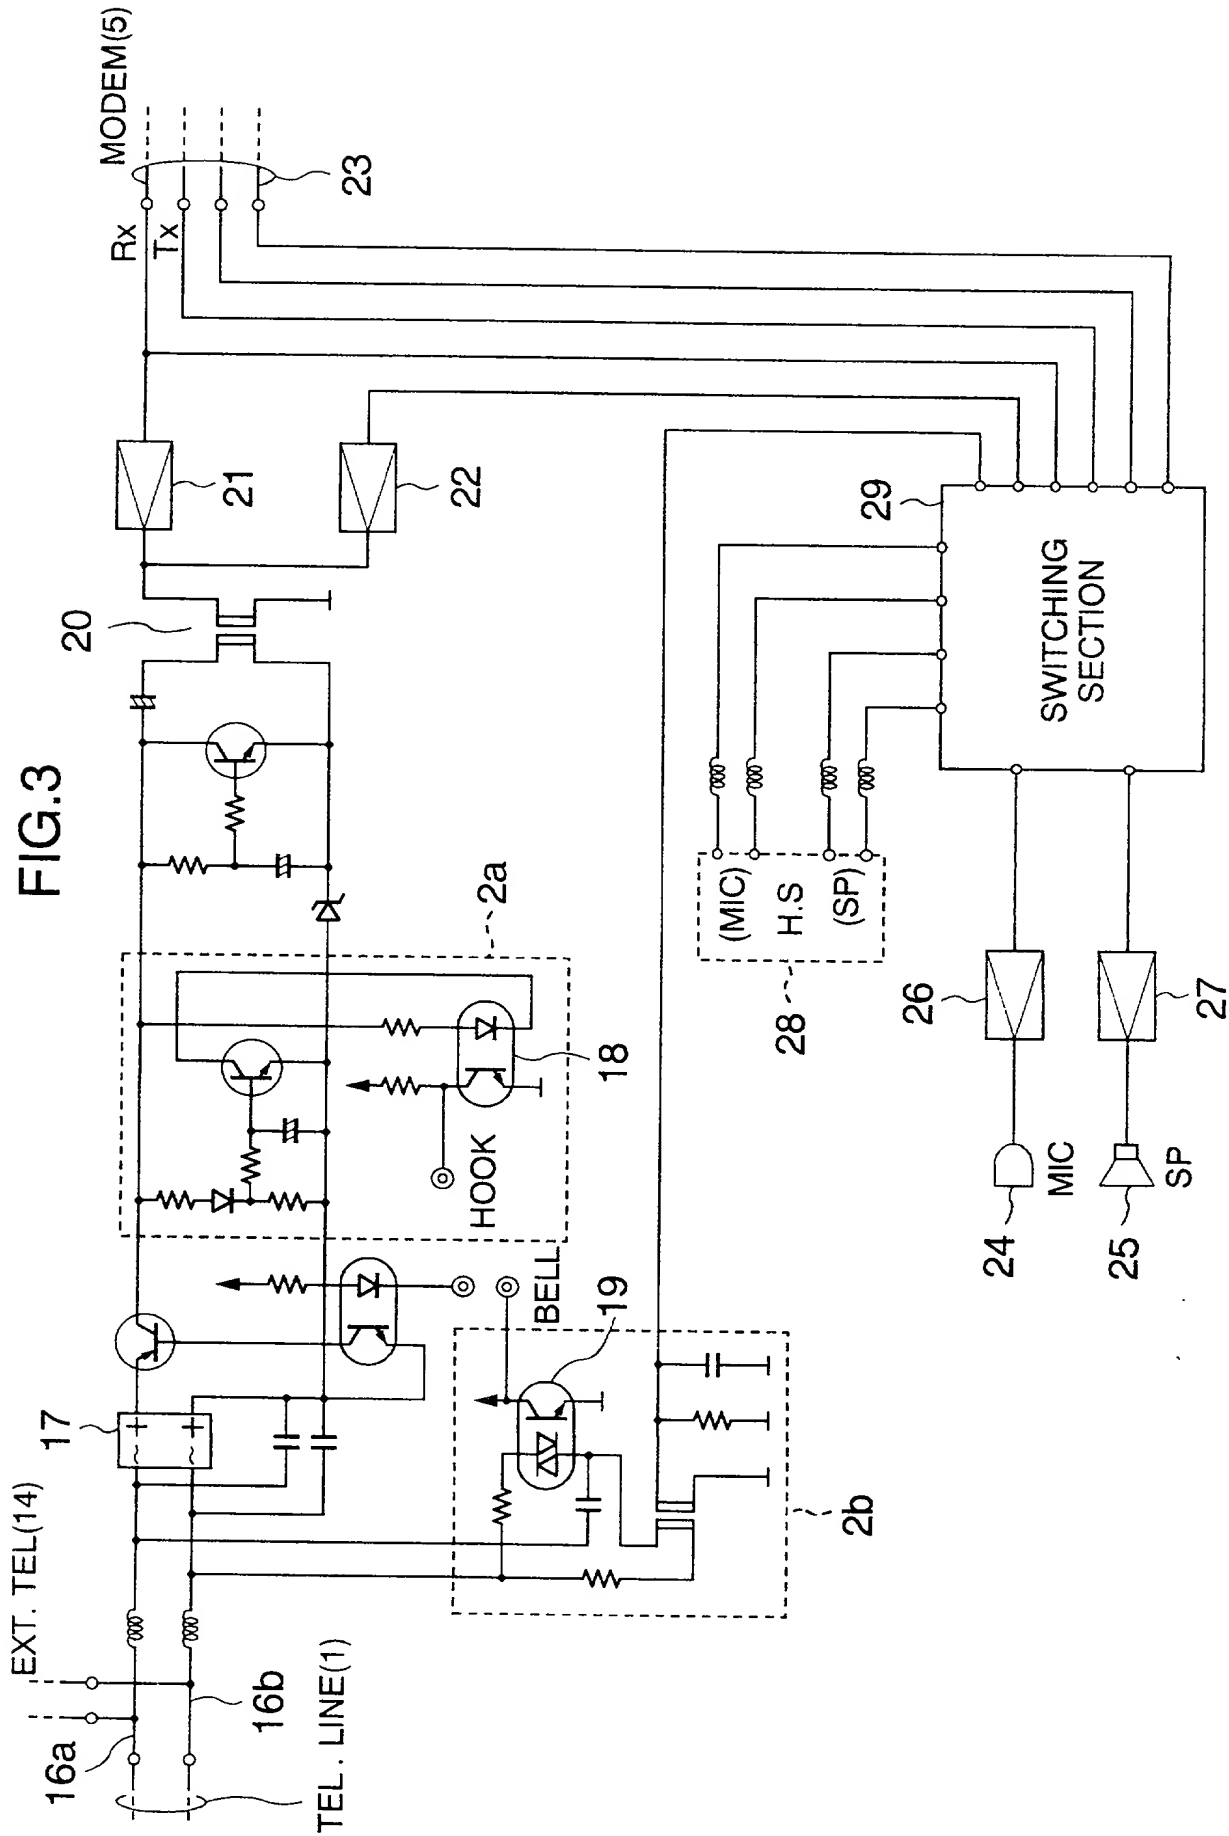 FIG.3
EXT. TEL(14)
16a
16b
TEL. LINE(1)
17
2a
HOOK
18
BELL
19
2b
20
21
22
Rx
Tx
MODEM(5)
23
(MIC)
H.S
(SP)
28
29
SWITCHING
SECTION
24
MIC
26
25
SP
27